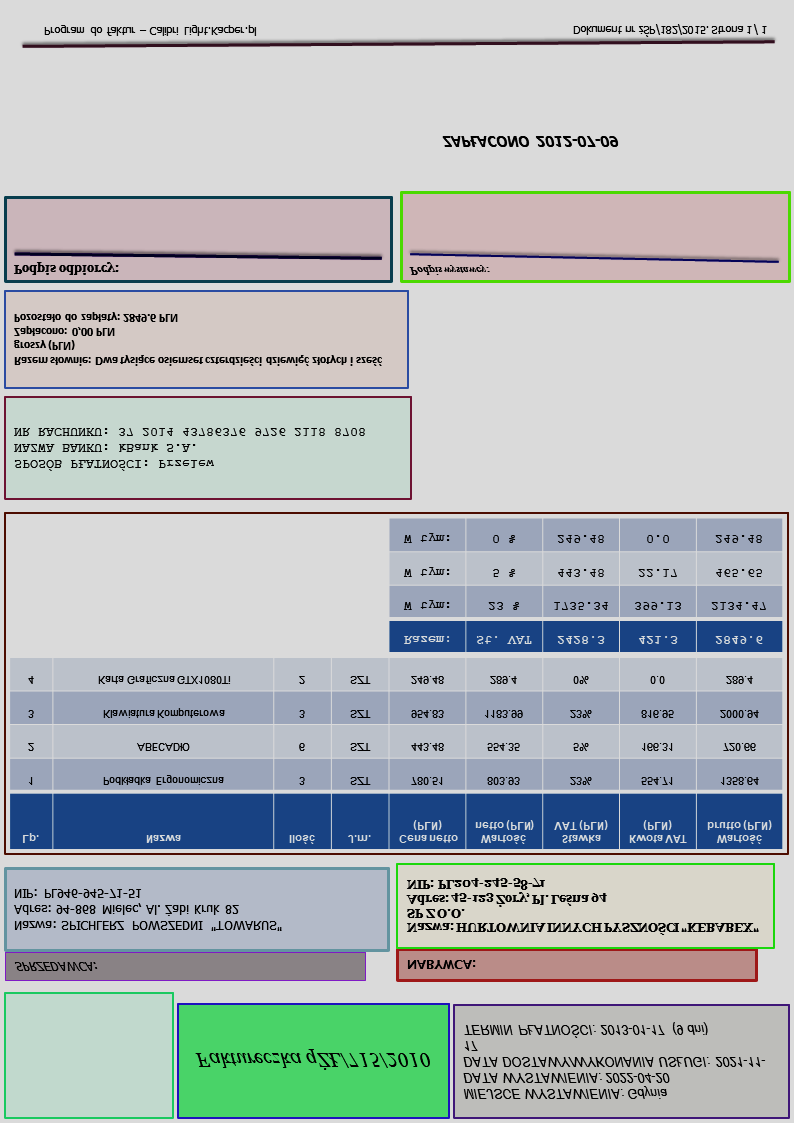 Faktureczka qŻŁ/715/2010
MIEJSCE WYSTAWIENIA: Gdynia
DATA WYSTAWIENIA: 2022-04-20
DATA DOSTAWY/WYKONANIA USŁUGI: 2021-11-
17
TERMIN PŁATNOŚCI: 2013-01-17 (9 dni)
SPRZEDAWCA:
Nazwa: SPICHLERZ POWSZEDNI "TOWARUS"
Adres: 94-868 Mielec, Al. Żabi Kruk 82
NIP: PL946-945-71-51
NABYWCA:
Nazwa: HURTOWNIA INNYCH PYSZNOŚCI "KEBABEX"
SP Z O.O.
Adres: 45-123 Żory, Pl. Leśna 94
NIP: PL204-245-58-71
Lp. Nazwa Ilość J.m. Cena netto (PLN) Wartość netto (PLN) Stawka VAT (PLN) Kwota VAT (PLN) Wartość brutto (PLN)
1 Podkładka Ergonomiczna 3 SZT 780.51 803.93 23% 554.71 1358.64
2 ABECADŁO 6 SZT 443.48 554.35 5% 166.31 720.66
3 Klawiatura Komputerowa 3 SZT 954.83 1183.99 23% 816.95 2000.94
4 Karta Graficzna GTX1080Ti 2 SZT 249.48 289.4 0% 0.0 289.4
Razem: St. VAT 2428.3 421.3 2849.6
W tym: 23 % 1735.34 399.13 2134.47
W tym: 5 % 443.48 22.17 465.65
W tym: 0 % 249.48 0.0 249.48
SPOSÓB PŁATNOŚCI: Przelew
NAZWA BANKU: kBank S.A.
NR RACHUNKU: 37 2014 43786376 9726 2118 8708
Razem słownie: Dwa tysiące osiemset czterdzieści dziewięć złotych i sześć
groszy (PLN)
Zapłacono: 0,00 PLN
Pozostało do zapłaty: 2849.6 PLN
Podpis odbiorcy:
Podpis wystawcy:
ZAPŁACONO 2012-07-09
Program do faktur – Calibri Light.Kacper.pl
Dokument nr żŚP/182/2015. Strona 1 / 1